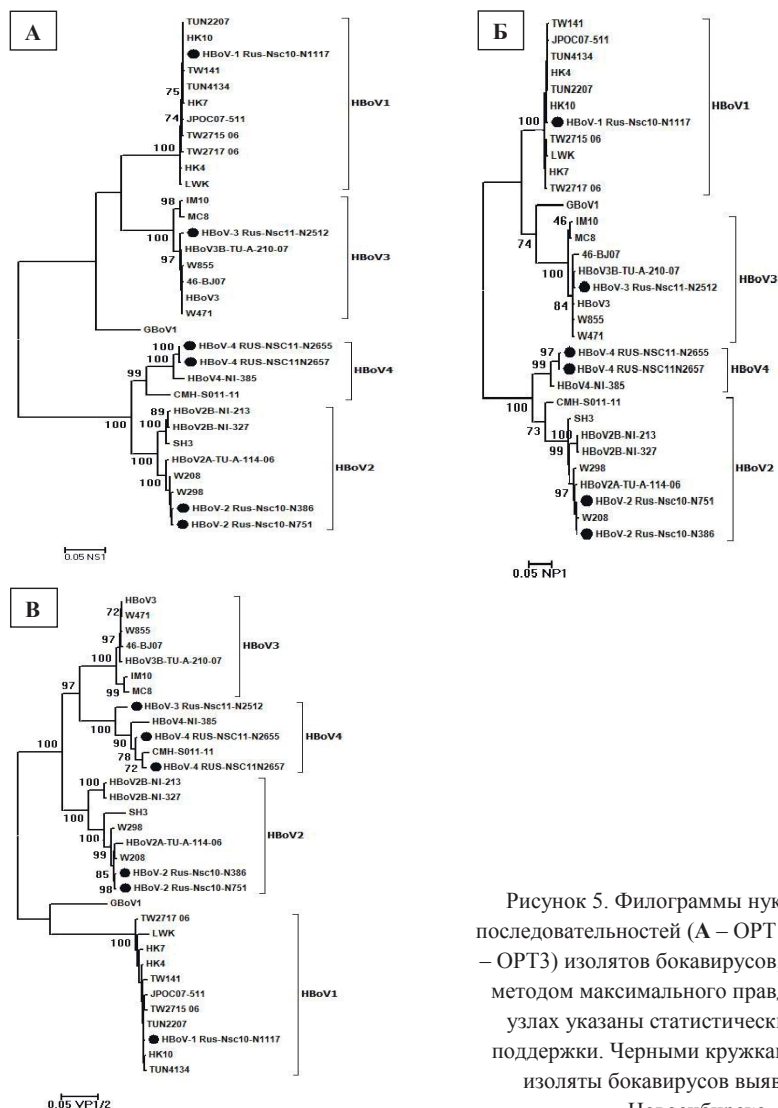 А
TUN2207
HK10
HBoV-1 Rus-Nsc10-N1117
TW141
TUN4134
75
HK7
74
JPOC07-511
TW2715 06
100
TW2717 06
HK4
LWK
HBoV1
98
IM10
MC8
100
HBoV-3 Rus-Nsc11-N2512
HBoV3B-TU-A-210-07
97
W855
46-BJ07
HBoV3
W471
HBoV3
GBoV1
100
HBoV-4 RUS-NSC11-N2655
100
HBoV-4 RUS-NSC11N2657
99
HBoV4-NI-385
CMH-S011-11
HBoV4
100
89
HBoV2B-NI-213
100
HBoV2B-NI-327
SH3
100
HBoV2A-TU-A-114-06
W208
W298
HBoV-2 Rus-Nsc10-N386
HBoV-2 Rus-Nsc10-N751
HBoV2
0.05 NS1
Б
TW141
JPOC07-511
HK4
TUN2207
HK10
100
HBoV-1 Rus-Nsc10-N1117
TW2715 06
LWK
HK7
TW2717 06
HBoV1
GBoV1
74
46
IM10
MC8
100
46-BJ07
HBoV3B-TU-A-210-07
HBoV-3 Rus-Nsc11-N2512
84
HBoV3
W855
W471
HBoV3
97
HBoV-4 RUS-NSC11-N2655
99
HBoV-4 RUS-NSC11N2657
HBoV4-NI-385
HBoV4
100
CMH-S011-11
73
SH3
100
HBoV2B-NI-213
99
HBoV2B-NI-327
W298
97
HBoV2A-TU-A-114-06
HBoV-2 Rus-Nsc10-N751
W208
HBoV-2 Rus-Nsc10-N386
HBoV2
0.05 NP1
В
HBoV3
72
W471
W855
97
46-BJ07
100
HBoV3B-TU-A-210-07
IM10
99
MC8
HBoV3
97
HBoV-3 Rus-Nsc11-N2512
100
HBoV4-NI-385
90
HBoV-4 RUS-NSC11-N2655
78
CMH-S011-11
72
HBoV-4 RUS-NSC11N2657
HBoV4
100
100
HBoV2B-NI-213
HBoV2B-NI-327
100
SH3
W298
99
HBoV2A-TU-A-114-06
W208
85
HBoV-2 Rus-Nsc10-N386
98
HBoV-2 Rus-Nsc10-N751
HBoV2
GBoV1
TW2717 06
100
LWK
HK7
HK4
TW141
JPOC07-511
TW2715 06
TUN2207
HBoV-1 Rus-Nsc10-N1117
HK10
TUN4134
HBoV1
0.05 VP1/2
Рисунок 5. Филограммы нук
последовательностей (А – ОРТ
– ОРТ3) изолятов бокавирусов
методом максимального правд
узлах указаны статистически
поддержки. Черными кружкам
изоляты бокавирусов выяв